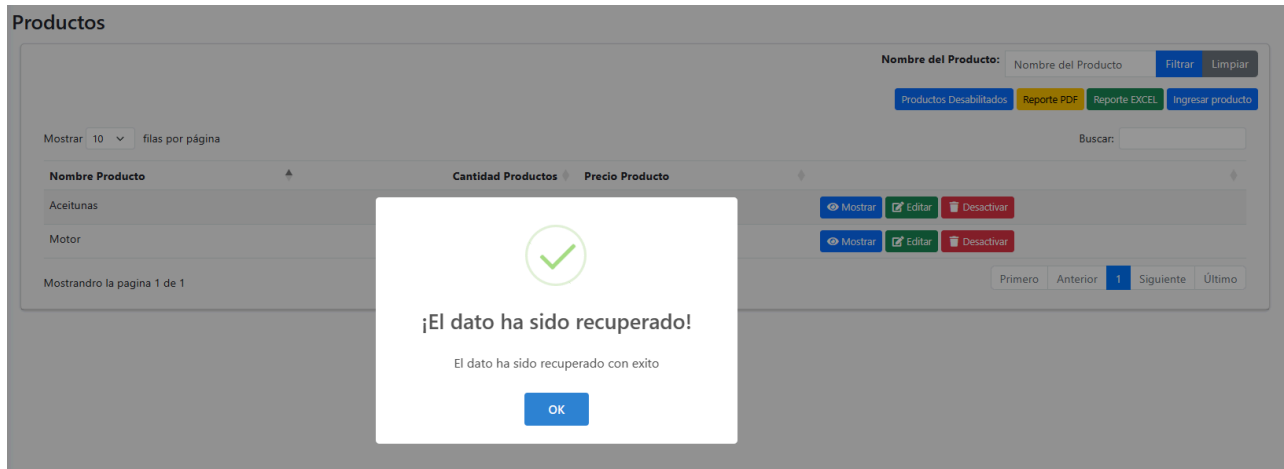 Productos
Nombre del Producto: Nombre del Producto Filtrar Limpiar
Productos Desabilitados Reporte PDF Reporte EXCEL Ingresar producto
Mostrar 10 filas por página Buscar:
Nombre Producto Cantidad Productos Precio Producto
Aceitunas Mostrar Editar Desactivar
Motor Mostrar Editar Desactivar
Mostrandro la pagina 1 de 1 Primero Anterior 1 Siguiente Último
¡El dato ha sido recuperado!
El dato ha sido recuperado con exito
OK